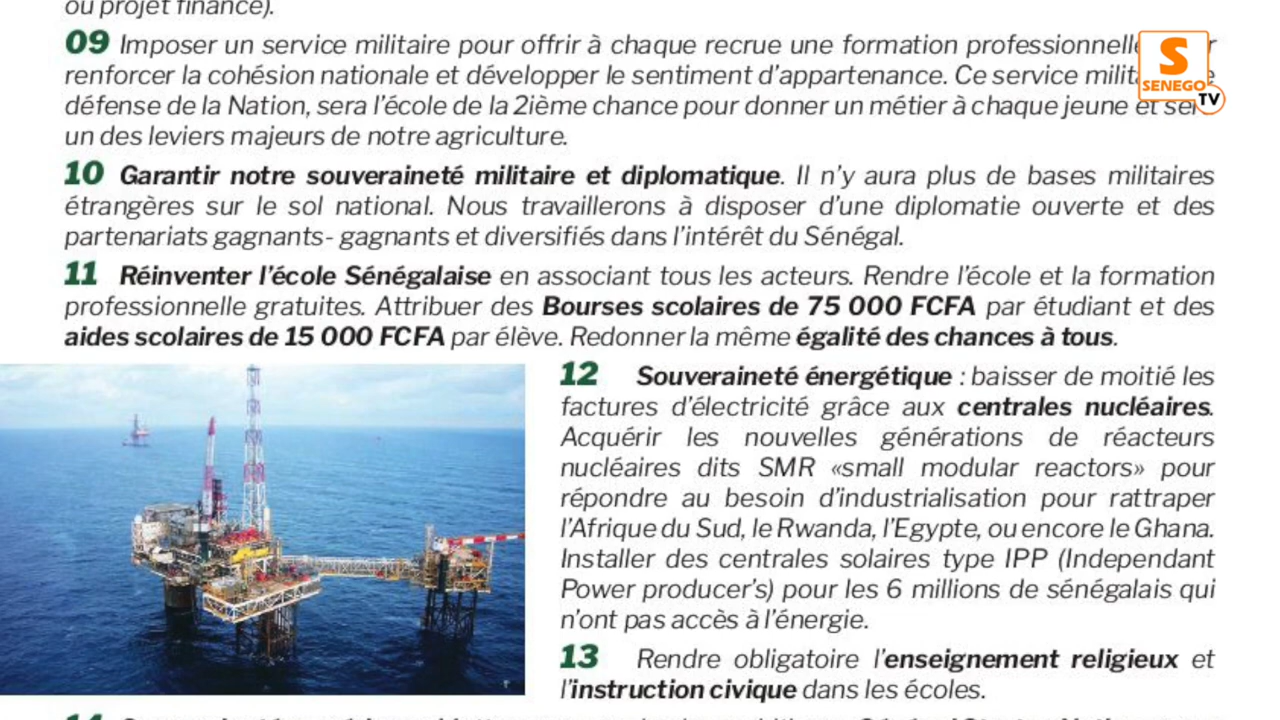 ou projet financé).
09 Imposer un service militaire pour offrir à chaque recrue une formation professionnelle
renforcer la cohésion nationale et développer le sentiment d'appartenance. Ce service
défense de la Nation, sera l'école de la 2ième chance pour donner un métier à chaque jeune et
un des leviers majeurs de notre agriculture.
10 Garantir notre souveraineté militaire et diplomatique. Il n'y aura plus de bases militaires
étrangères sur le sol national. Nous travaillerons à disposer d'une diplomatie ouverte et des
partenariats gagnants- gagnants et diversifiés dans l'intérêt du Sénégal.
11 Réinventer l'école Sénégalaise en associant tous les acteurs. Rendre l'école et la formation
professionnelle gratuites. Attribuer des Bourses scolaires de 75 000 FCFA par étudiant et des
aides scolaires de 15 000 FCFA par élève. Redonner la même égalité des chances à tous.
12 Souveraineté énergétique : baisser de moitié les
factures d'électricité grâce aux centrales nucléaires.
Acquérir les nouvelles générations de réacteurs
nucléaires dits SMR «small modular reactors» pour
répondre au besoin d'industrialisation pour rattraper
l'Afrique du Sud, le Rwanda, l'Egypte, ou encore le Ghana.
Installer des centrales solaires type IPP (Independant
Power producer's) pour les 6 millions de sénégalais qui
n'ont pas accès à l'énergie.
13 Rendre obligatoire l'enseignement religieux et
l'instruction civique dans les écoles.
S
SENEGO
TV